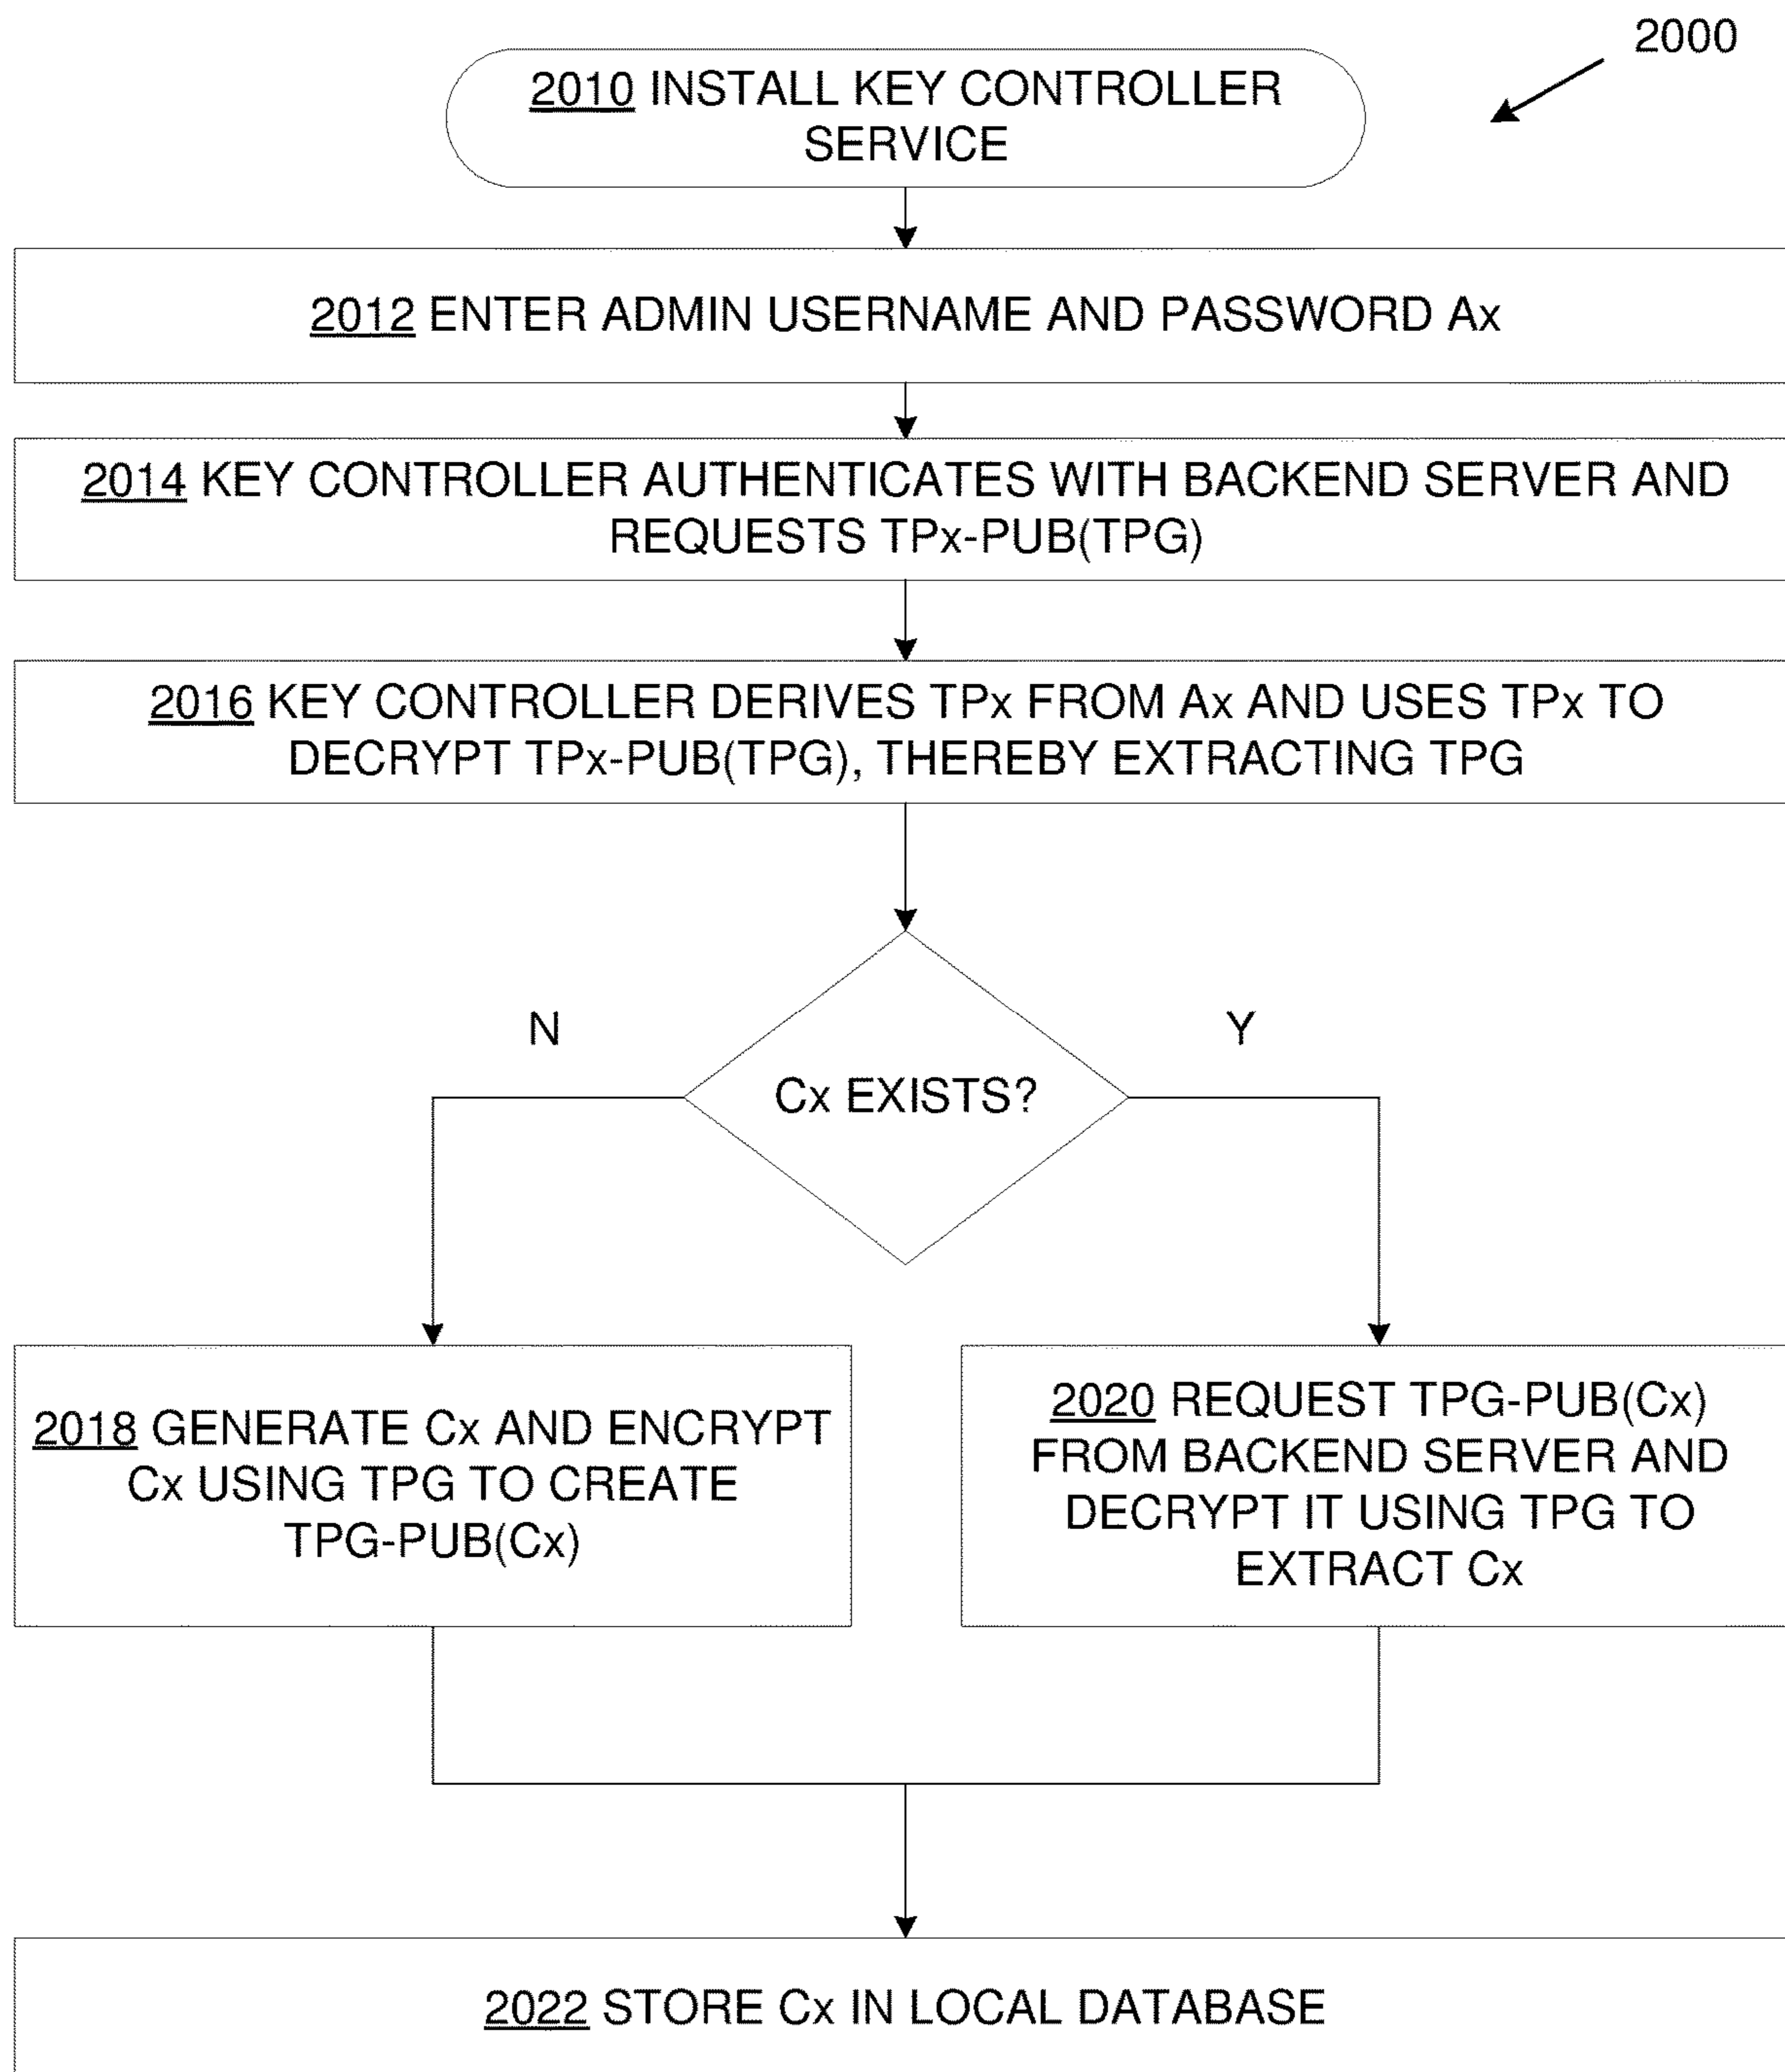 2000
2010 INSTALL KEY CONTROLLER
SERVICE
2012 ENTER ADMIN USERNAME AND PASSWORD Ax
2014 KEY CONTROLLER AUTHENTICATES WITH BACKEND SERVER AND
REQUESTS TPx-PUB(TPG)
2016 KEY CONTROLLER DERIVES TPx FROM Ax AND USES TPx TO
DECRYPT TPx-PUB(TPG), THEREBY EXTRACTING TPG
N
Y
Cx EXISTS?
2018 GENERATE Cx AND ENCRYPT
Cx USING TPG TO CREATE
TPG-PUB(Cx)
2020 REQUEST TPG-PUB(Cx)
FROM BACKEND SERVER AND
DECRYPT IT USING TPG TO
EXTRACT Cx
2022 STORE Cx IN LOCAL DATABASE